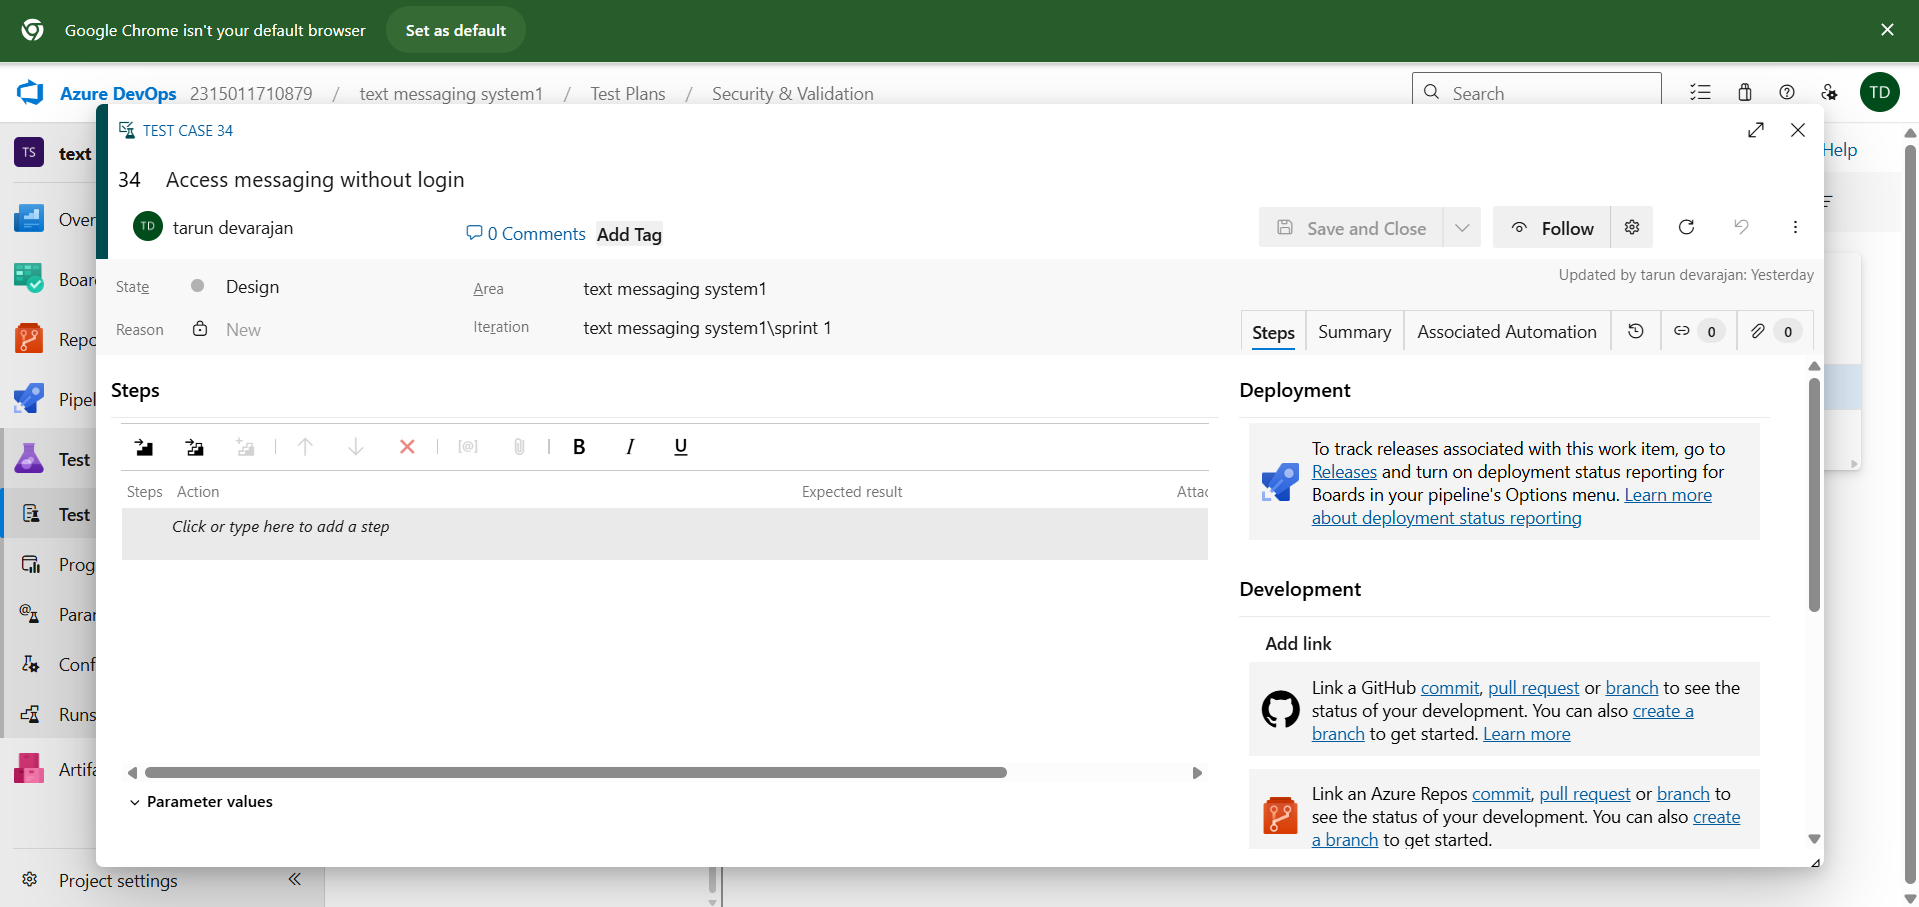 Google Chrome isn't your default browser
Set as default
Azure DevOps
2315011710879 / text messaging system1 / Test Plans / Security & Validation
Search
TD
TS
text
Over
Boar
Repo
Pipel
Test
Test
Prog
Parar
Conf
Runs
Artifa
Project settings
Help
TEST CASE 34
34 Access messaging without login
TD
tarun devarajan
0 Comments
Add Tag
Save and Close
Follow
State
Design
Area
text messaging system1
Updated by tarun devarajan: Yesterday
Reason
New
Iteration
text messaging system1\sprint 1
Steps
Summary
Associated Automation
0
0
Steps
B
I
U
Steps
Action
Expected result
Attac
Click or type here to add a step
Parameter values
Deployment
To track releases associated with this work item, go to
Releases and turn on deployment status reporting for
Boards in your pipeline's Options menu. Learn more
about deployment status reporting
Development
Add link
Link a GitHub commit, pull request or branch to see the
status of your development. You can also create a
branch to get started. Learn more
Link an Azure Repos commit, pull request or branch to
see the status of your development. You can also create
a branch to get started.